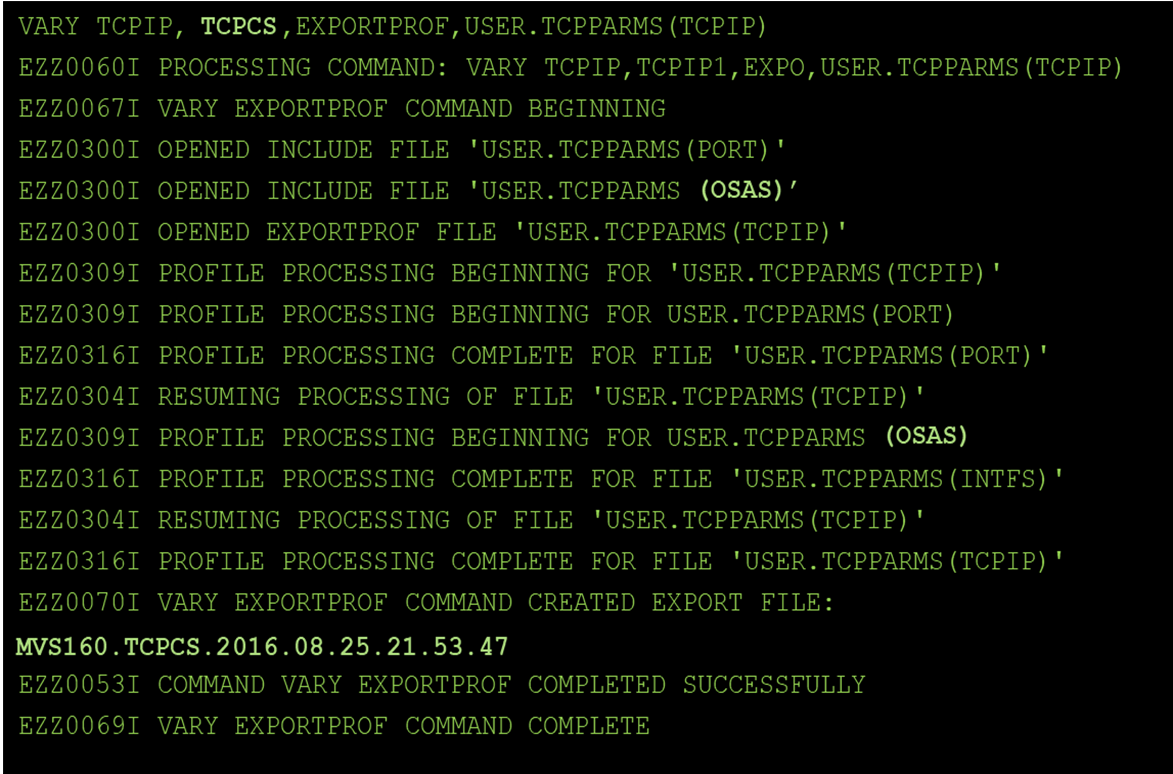 VARY TCPIP, TCPCS,EXPORTPROF,USER.TCPPARMS(TCPIP)
EZZ0060I PROCESSING COMMAND: VARY TCPIP,TCPIP1,EXPO,USER.TCPPARMS(TCPIP)
EZZ0067I VARY EXPORTPROF COMMAND BEGINNING
EZZ0300I OPENED INCLUDE FILE 'USER.TCPPARMS(PORT)'
EZZ0300I OPENED INCLUDE FILE 'USER.TCPPARMS (OSAS)’
EZZ0300I OPENED EXPORTPROF FILE 'USER.TCPPARMS(TCPIP)'
EZZ0309I PROFILE PROCESSING BEGINNING FOR 'USER.TCPPARMS(TCPIP)'
EZZ0309I PROFILE PROCESSING BEGINNING FOR USER.TCPPARMS(PORT)
EZZ0316I PROFILE PROCESSING COMPLETE FOR FILE 'USER.TCPPARMS(PORT)'
EZZ0304I RESUMING PROCESSING OF FILE 'USER.TCPPARMS(TCPIP)'
EZZ0309I PROFILE PROCESSING BEGINNING FOR USER.TCPPARMS (OSAS)
EZZ0316I PROFILE PROCESSING COMPLETE FOR FILE 'USER.TCPPARMS(INTFS)'
EZZ0304I RESUMING PROCESSING OF FILE 'USER.TCPPARMS(TCPIP)'
EZZ0316I PROFILE PROCESSING COMPLETE FOR FILE 'USER.TCPPARMS(TCPIP)'
EZZ0070I VARY EXPORTPROF COMMAND CREATED EXPORT FILE:
MVS160.TCPCS.2016.08.25.21.53.47
EZZ0053I COMMAND VARY EXPORTPROF COMPLETED SUCCESSFULLY
EZZ0069I VARY EXPORTPROF COMMAND COMPLETE